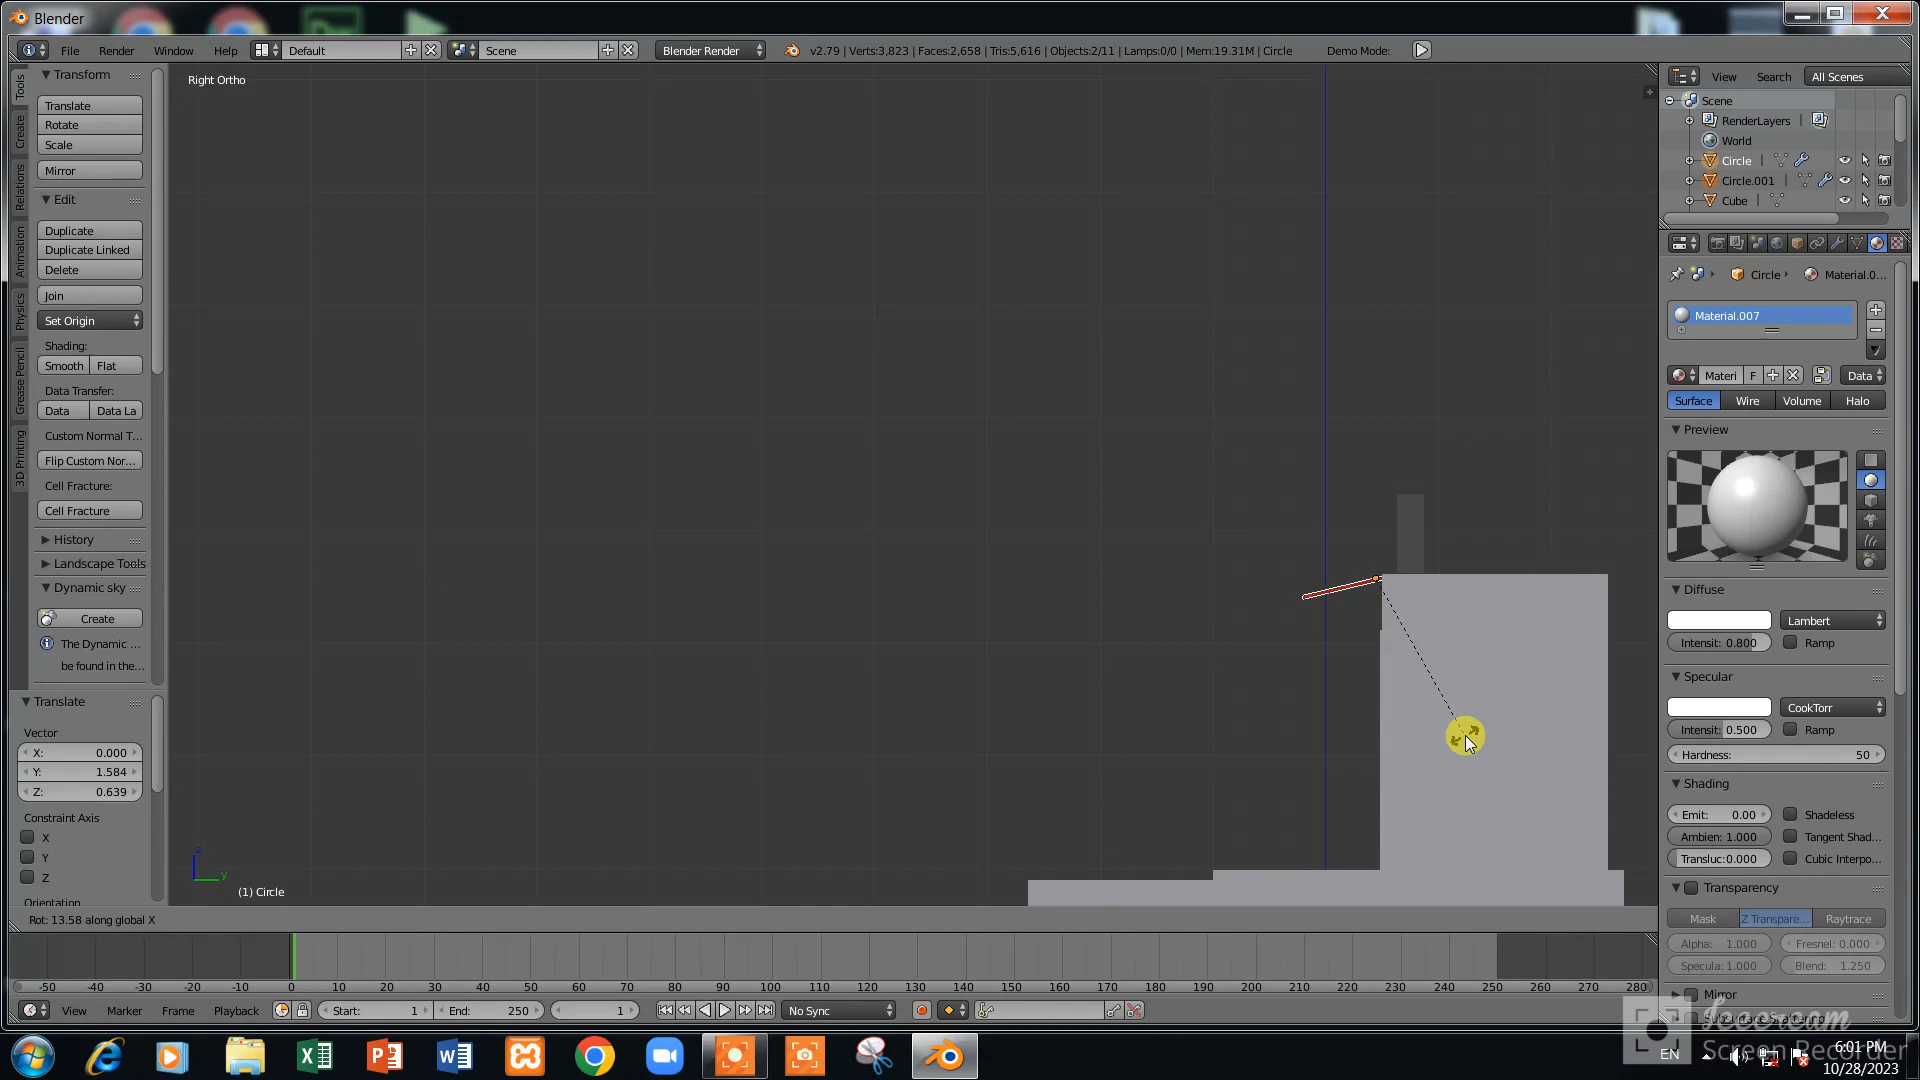 Blender
File Render Window Help Default Scene Blender Render v2.79 | Verts:3,823 | Faces:2,658 | Tris:5,616 | Objects:2/11 | Lamps:0/0 | Mem:19.31M | Circle Demo Mode:
Right Ortho
Tools
Create
Relations
Animation
Physics
Grease Pencil
3D Printing
Transform
Translate
Rotate
Scale
Mirror
Edit
Duplicate
Duplicate Linked
Delete
Join
Set Origin
Shading:
Smooth Flat
Data Transfer:
Data Data La
Custom Normal T...
Flip Custom Nor...
Cell Fracture:
Cell Fracture
History
Landscape Tools
Dynamic sky
Create
The Dynamic ...
be found in the...
Translate
Vector
X: 0.000
Y: 1.584
Z: 0.639
Constraint Axis
X
Y
Z
Orientation
z
y
(1) Circle
Rot: 13.58 along global X
-50 -40 -30 -20 -10 0 10 20 30 40 50 60 70 80 90 100 110 120 130 140 150 160 170 180 190 200 210 220 230 240 250 260 270 280
View Marker Frame Playback Start: 1 End: 250 1 No Sync
View Search All Scenes
Scene
RenderLayers
World
Circle
Circle.001
Cube
Circle Material.0...
Material.007
Materi F Data
Surface Wire Volume Halo
Preview
Diffuse
Lambert
Intensit: 0.800 Ramp
Specular
CookTorr
Intensit: 0.500 Ramp
Hardness: 50
Shading
Emit: 0.00 Shadeless
Ambien: 1.000 Tangent Shad...
Transluc:0.000 Cubic Interpo...
Transparency
Mask Z Transpare... Raytrace
Alpha: 1.000 Fresnel: 0.000
Specula: 1.000 Blend: 1.250
Mirror
Subsurface Scattering
Icecream
Screen Recorder
EN
6:01 PM
10/28/2023